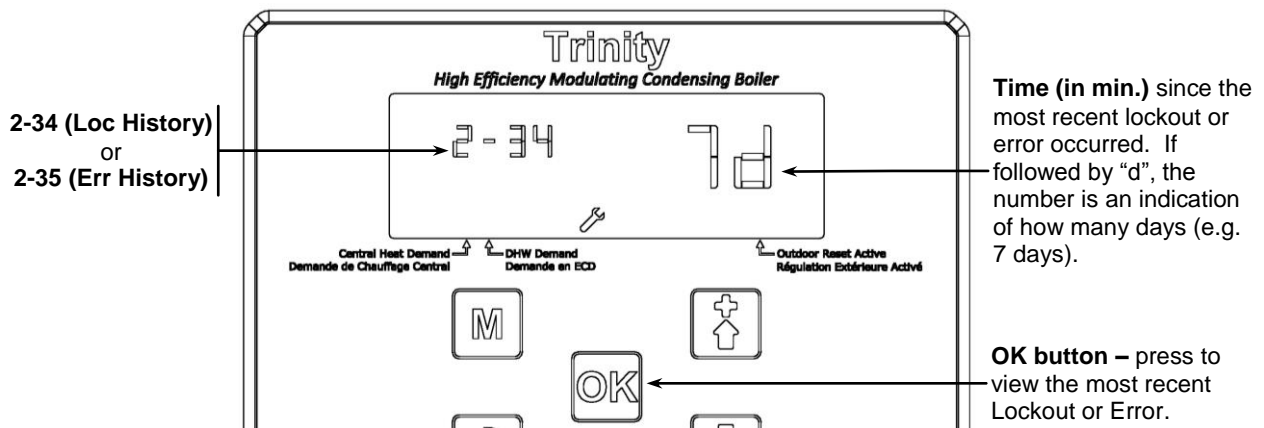 Trinity
High Efficiency Modulating Condensing Boiler
2-34 (Loc History)
or
2-35 (Err History)
2-34
7d
Time (in min.) since the
most recent lockout or
error occurred. If
followed by “d”, the
number is an indication
of how many days (e.g.
7 days).
Central Heat Demand
Demande de Chauffage Central
DHW Demand
Demande en ECD
Outdoor Reset Active
Régulation Extérieure Activé
M
OK
OK button – press to
view the most recent
Lockout or Error.